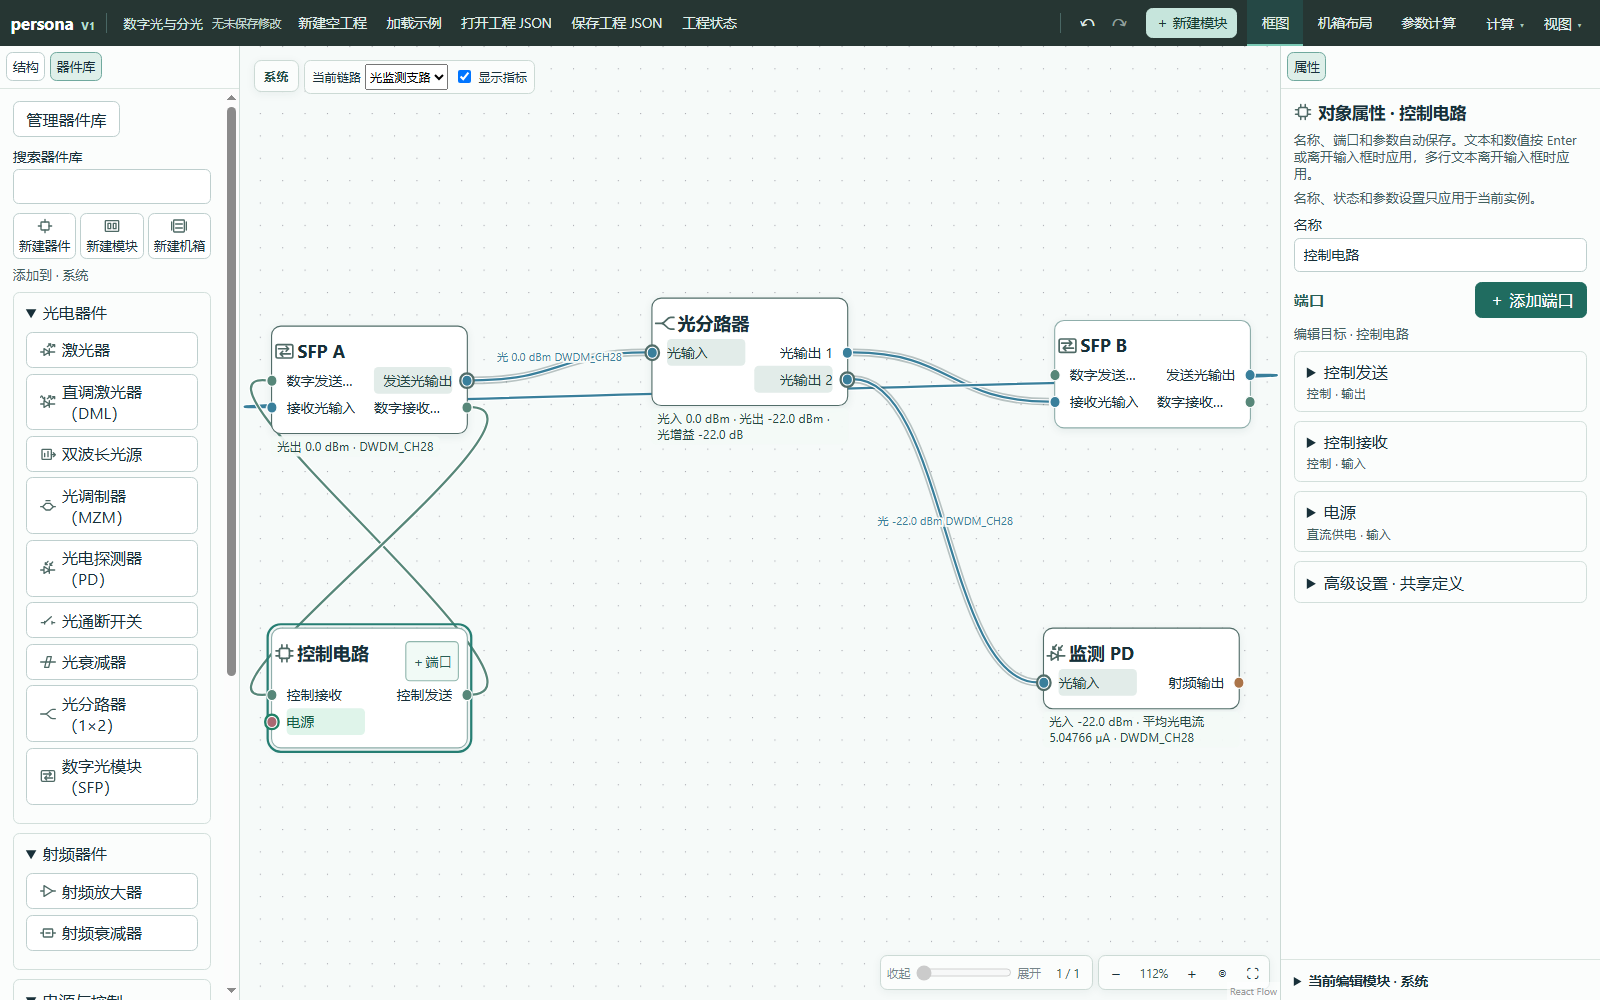 persona V1
数字光与分光 无未保存修改 新建空工程 加载示例 打开工程 JSON 保存工程 JSON 工程状态
+ 新建模块 框图 机箱布局 参数计算 计算 视图
结构 器件库
管理器件库
搜索器件库
新建器件 新建模块 新建机箱
添加到 · 系统
▼ 光电器件
激光器
直调激光器
（DML）
双波长光源
光调制器
（MZM）
光电探测器
（PD）
光通断开关
光衰减器
光分路器
（1×2）
数字光模块
（SFP）
▼ 射频器件
射频放大器
射频衰减器
▼ 电源与控制
系统 当前链路 光监测支路 显示指标
SFP A
数字发送... 发送光输出
接收光输入 数字接收...
光出 0.0 dBm · DWDM_CH28
光 0.0 dBm DWDM_CH28
光分路器
光输入 光输出 1
光输出 2
光入 0.0 dBm · 光出 -22.0 dBm ·
光增益 -22.0 dB
SFP B
数字发送... 发送光输出
接收光输入 数字接收...
光 -22.0 dBm DWDM_CH28
控制电路 + 端口
控制接收 控制发送
电源
监测 PD
光输入 射频输出
光入 -22.0 dBm · 平均光电流
5.04766 μA · DWDM_CH28
收起 展开 1 / 1
− 112% +
React Flow
属性
对象属性 · 控制电路
名称、端口和参数自动保存。文本和数值按 Enter
或离开输入框时应用，多行文本离开输入框时应
用。
名称、状态和参数设置只应用于当前实例。
名称
控制电路
端口 + 添加端口
编辑目标 · 控制电路
▶ 控制发送
控制 · 输出
▶ 控制接收
控制 · 输入
▶ 电源
直流供电 · 输入
▶ 高级设置 · 共享定义
▶ 当前编辑模块 · 系统